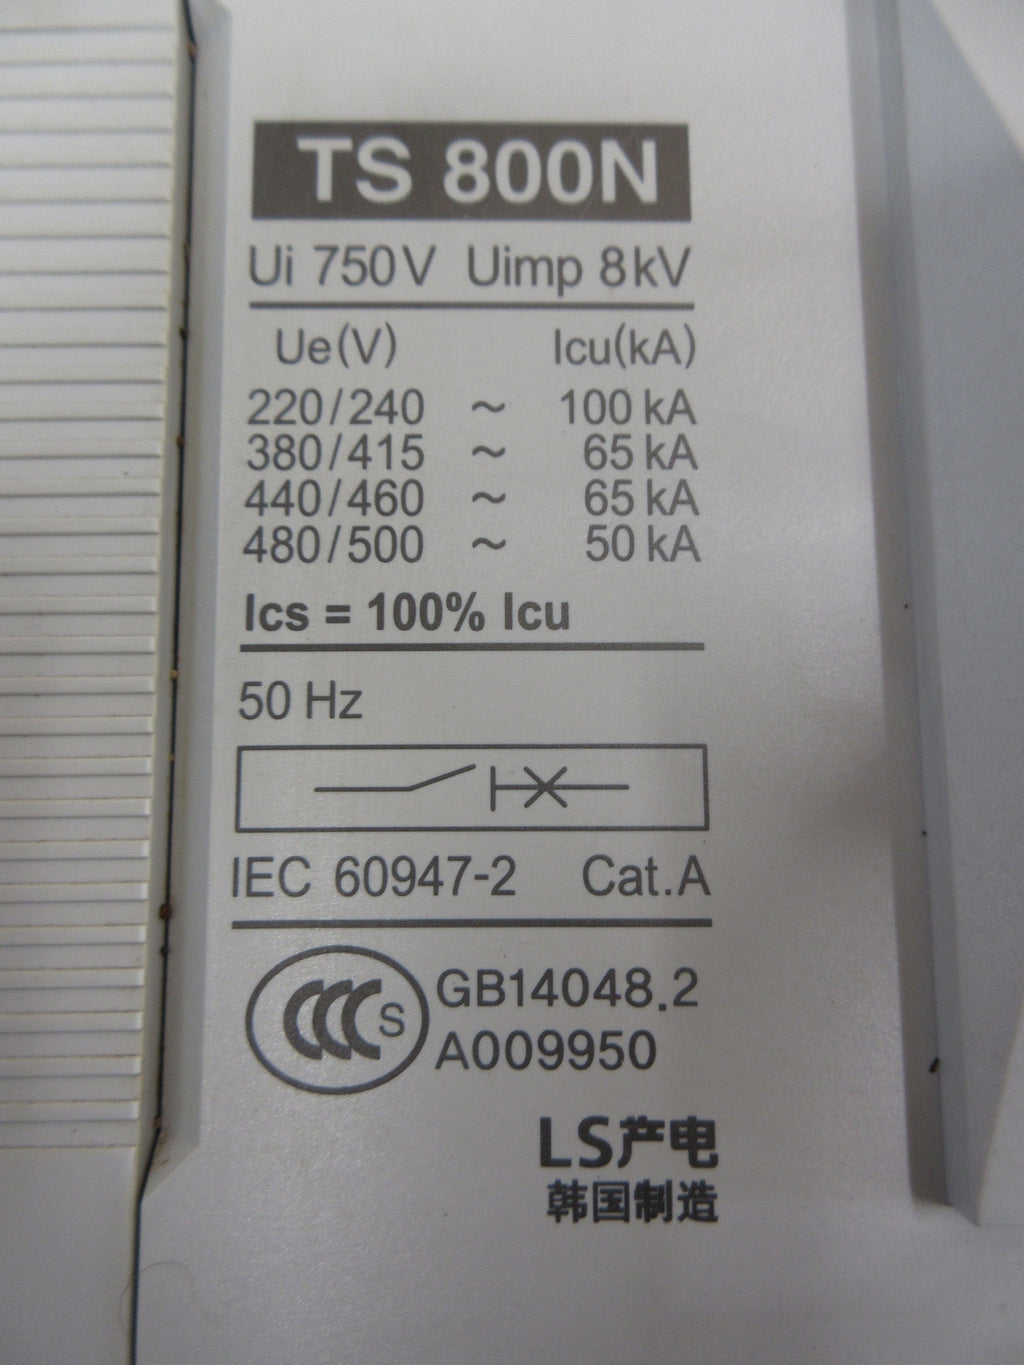 TS 800N
Ui 750V Uimp 8kV
Ue(V) Icu(kA)
220/240 ~ 100 kA
380/415 ~ 65 kA
440/460 ~ 65 kA
480/500 ~ 50 kA
Ics = 100% Icu
50 Hz
IEC 60947-2 Cat.A
CCC S GB14048.2
A009950
LS产电
韩国制造